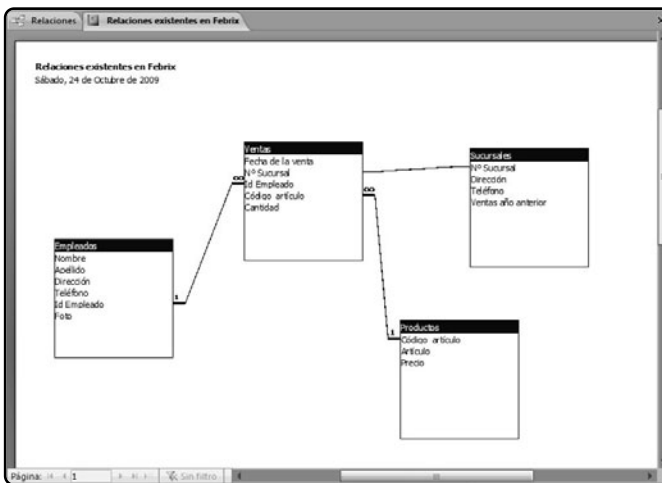 Relaciones
Relaciones existentes en Febrix
Relaciones existentes en Febrix
Sábado, 24 de Octubre de 2009
Ventas
Fecha de la venta
Nº Sucursal
Id Empleado
Código artículo
Cantidad
Sucursales
Nº Sucursal
Dirección
Teléfono
Ventas año anterior
Empleados
Nombre
Apellido
Dirección
Teléfono
Id Empleado
Foto
Productos
Código artículo
Artículo
Precio
∞
1
∞
1
Página: 1
Sin filtro